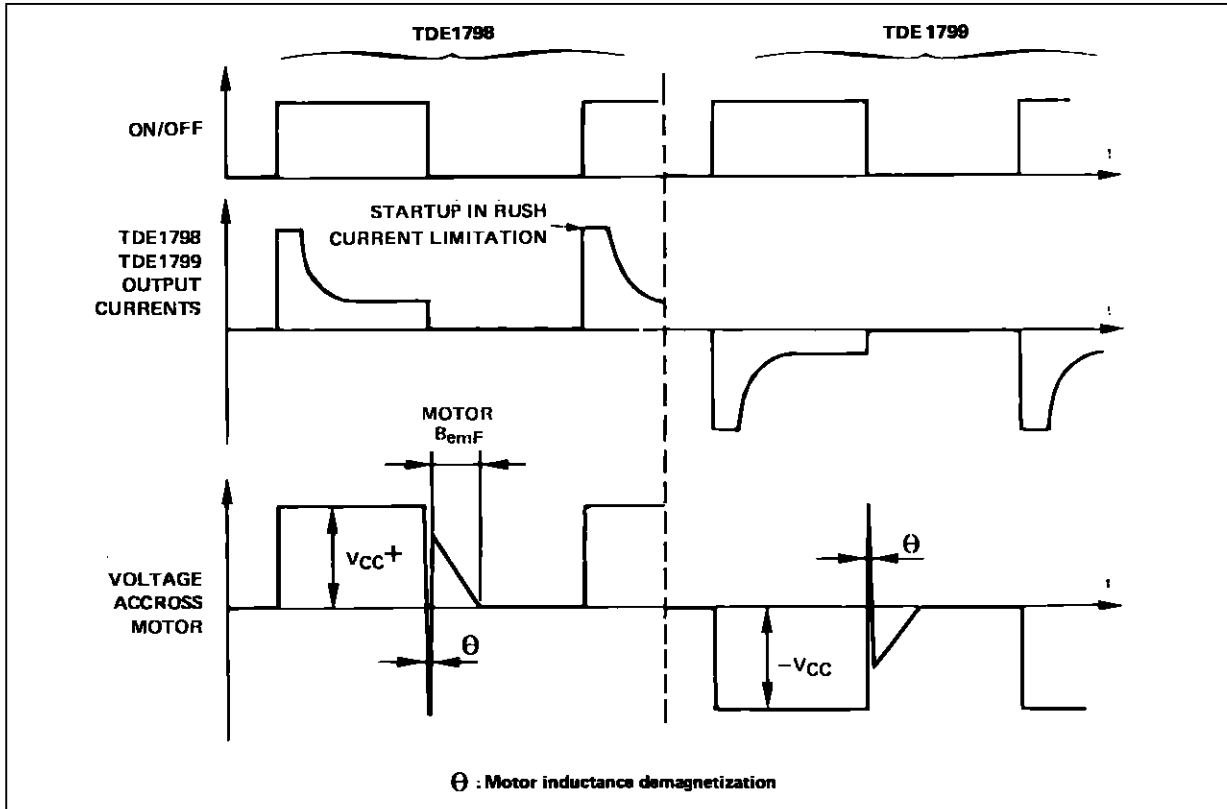 TDE1798
TDE 1799
ON/OFF
STARTUP IN RUSH
CURRENT LIMITATION
TDE1798
TDE1799
OUTPUT
CURRENTS
MOTOR
BemF
VCC+
θ
θ
−VCC
VOLTAGE
ACCROSS
MOTOR
θ : Motor inductance demagnetization